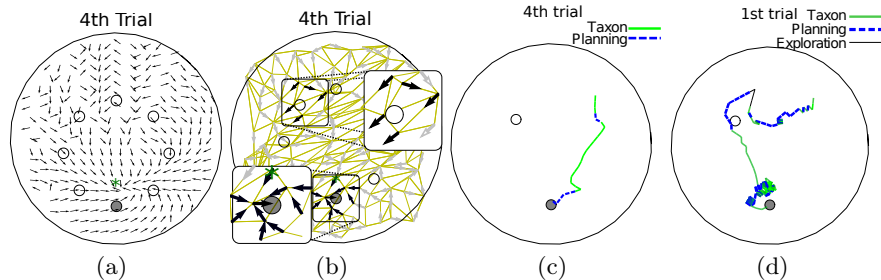 4th Trial
4th Trial
4th trial
Taxon
Planning
1st trial
Taxon
Planning
Exploration
(a)
(b)
(c)
(d)